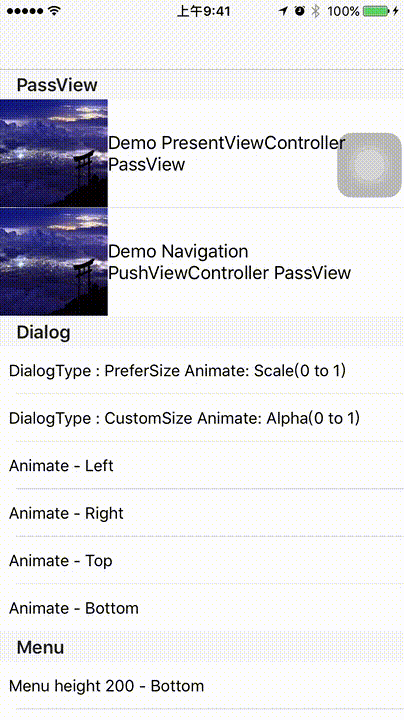 上午9:41
100%
PassView
Demo PresentViewController
PassView
Demo Navigation
PushViewController PassView
Dialog
DialogType : PreferSize Animate: Scale(0 to 1)
DialogType : CustomSize Animate: Alpha(0 to 1)
Animate - Left
Animate - Right
Animate - Top
Animate - Bottom
Menu
Menu height 200 - Bottom